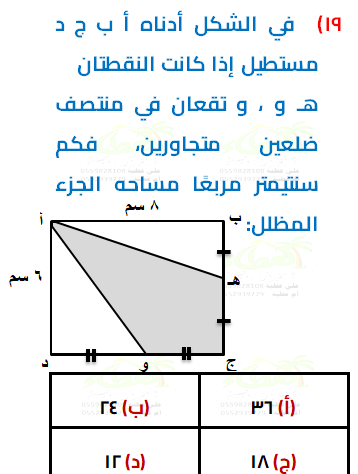 ١٩) في الشكل أدناه أ ب ج د
مستطيل إذا كانت النقطتان
هـ و ، و تقعان في منتصف
ضلعين متجاورين، فكم
سنتيمتر مربعًا مساحه الجزء
المظلل:
٨ سم
أ
ب
٦ سم
هـ
د
و
ج
(أ) ٣٦
(ب) ٢٤
(ج) ١٨
(د) ١٢